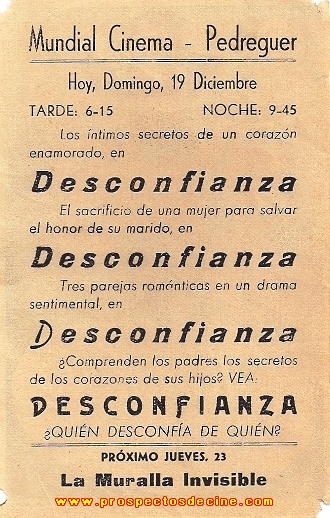 Mundial Cinema - Pedreguer
Hoy, Domingo, 19 Diciembre
TARDE: 6-15 NOCHE: 9-45
Los íntimos secretos de un corazón
enamorado, en
Desconfianza
El sacrificio de una mujer para salvar
el honor de su marido, en
Desconfianza
Tres parejas románticas en un drama
sentimental, en
Desconfianza
¿Comprenden los padres los secretos
de los corazones de sus hijos? VEA:
DESCONFIANZA
¿QUIÉN DESCONFÍA DE QUIÉN?
PRÓXIMO JUEVES, 23
La Muralla Invisible
www.prospectosdecine.com